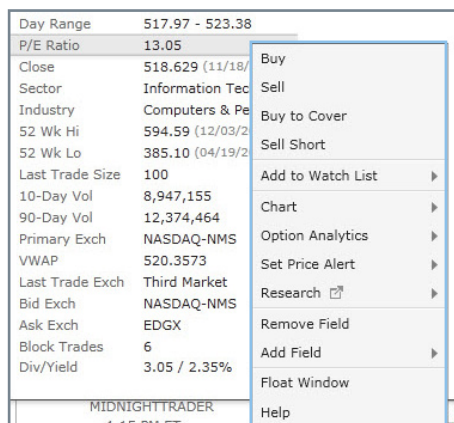 Day Range 517.97 - 523.38
P/E Ratio 13.05
Close 518.629 (11/18/
Sector Information Tec
Industry Computers & Pe
52 Wk Hi 594.59 (12/03/2
52 Wk Lo 385.10 (04/19/2
Last Trade Size 100
10-Day Vol 8,947,155
90-Day Vol 12,374,464
Primary Exch NASDAQ-NMS
VWAP 520.3573
Last Trade Exch Third Market
Bid Exch NASDAQ-NMS
Ask Exch EDGX
Block Trades 6
Div/Yield 3.05 / 2.35%
MIDNIGHTTRADER
Buy
Sell
Buy to Cover
Sell Short
Add to Watch List
Chart
Option Analytics
Set Price Alert
Research
Remove Field
Add Field
Float Window
Help